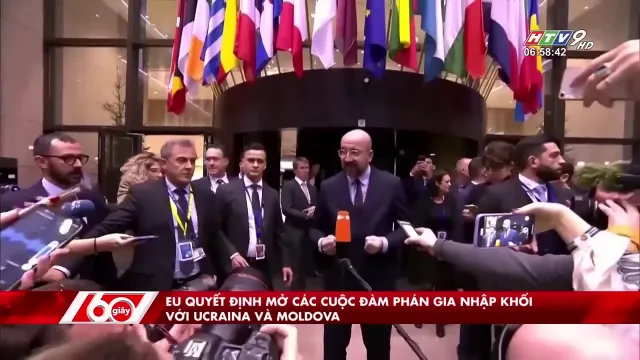 HTV9 HD
06:58:42
60 giây
EU QUYẾT ĐỊNH MỞ CÁC CUỘC ĐÀM PHÁN GIA NHẬP KHỐI
VỚI UCRAINA VÀ MOLDOVA